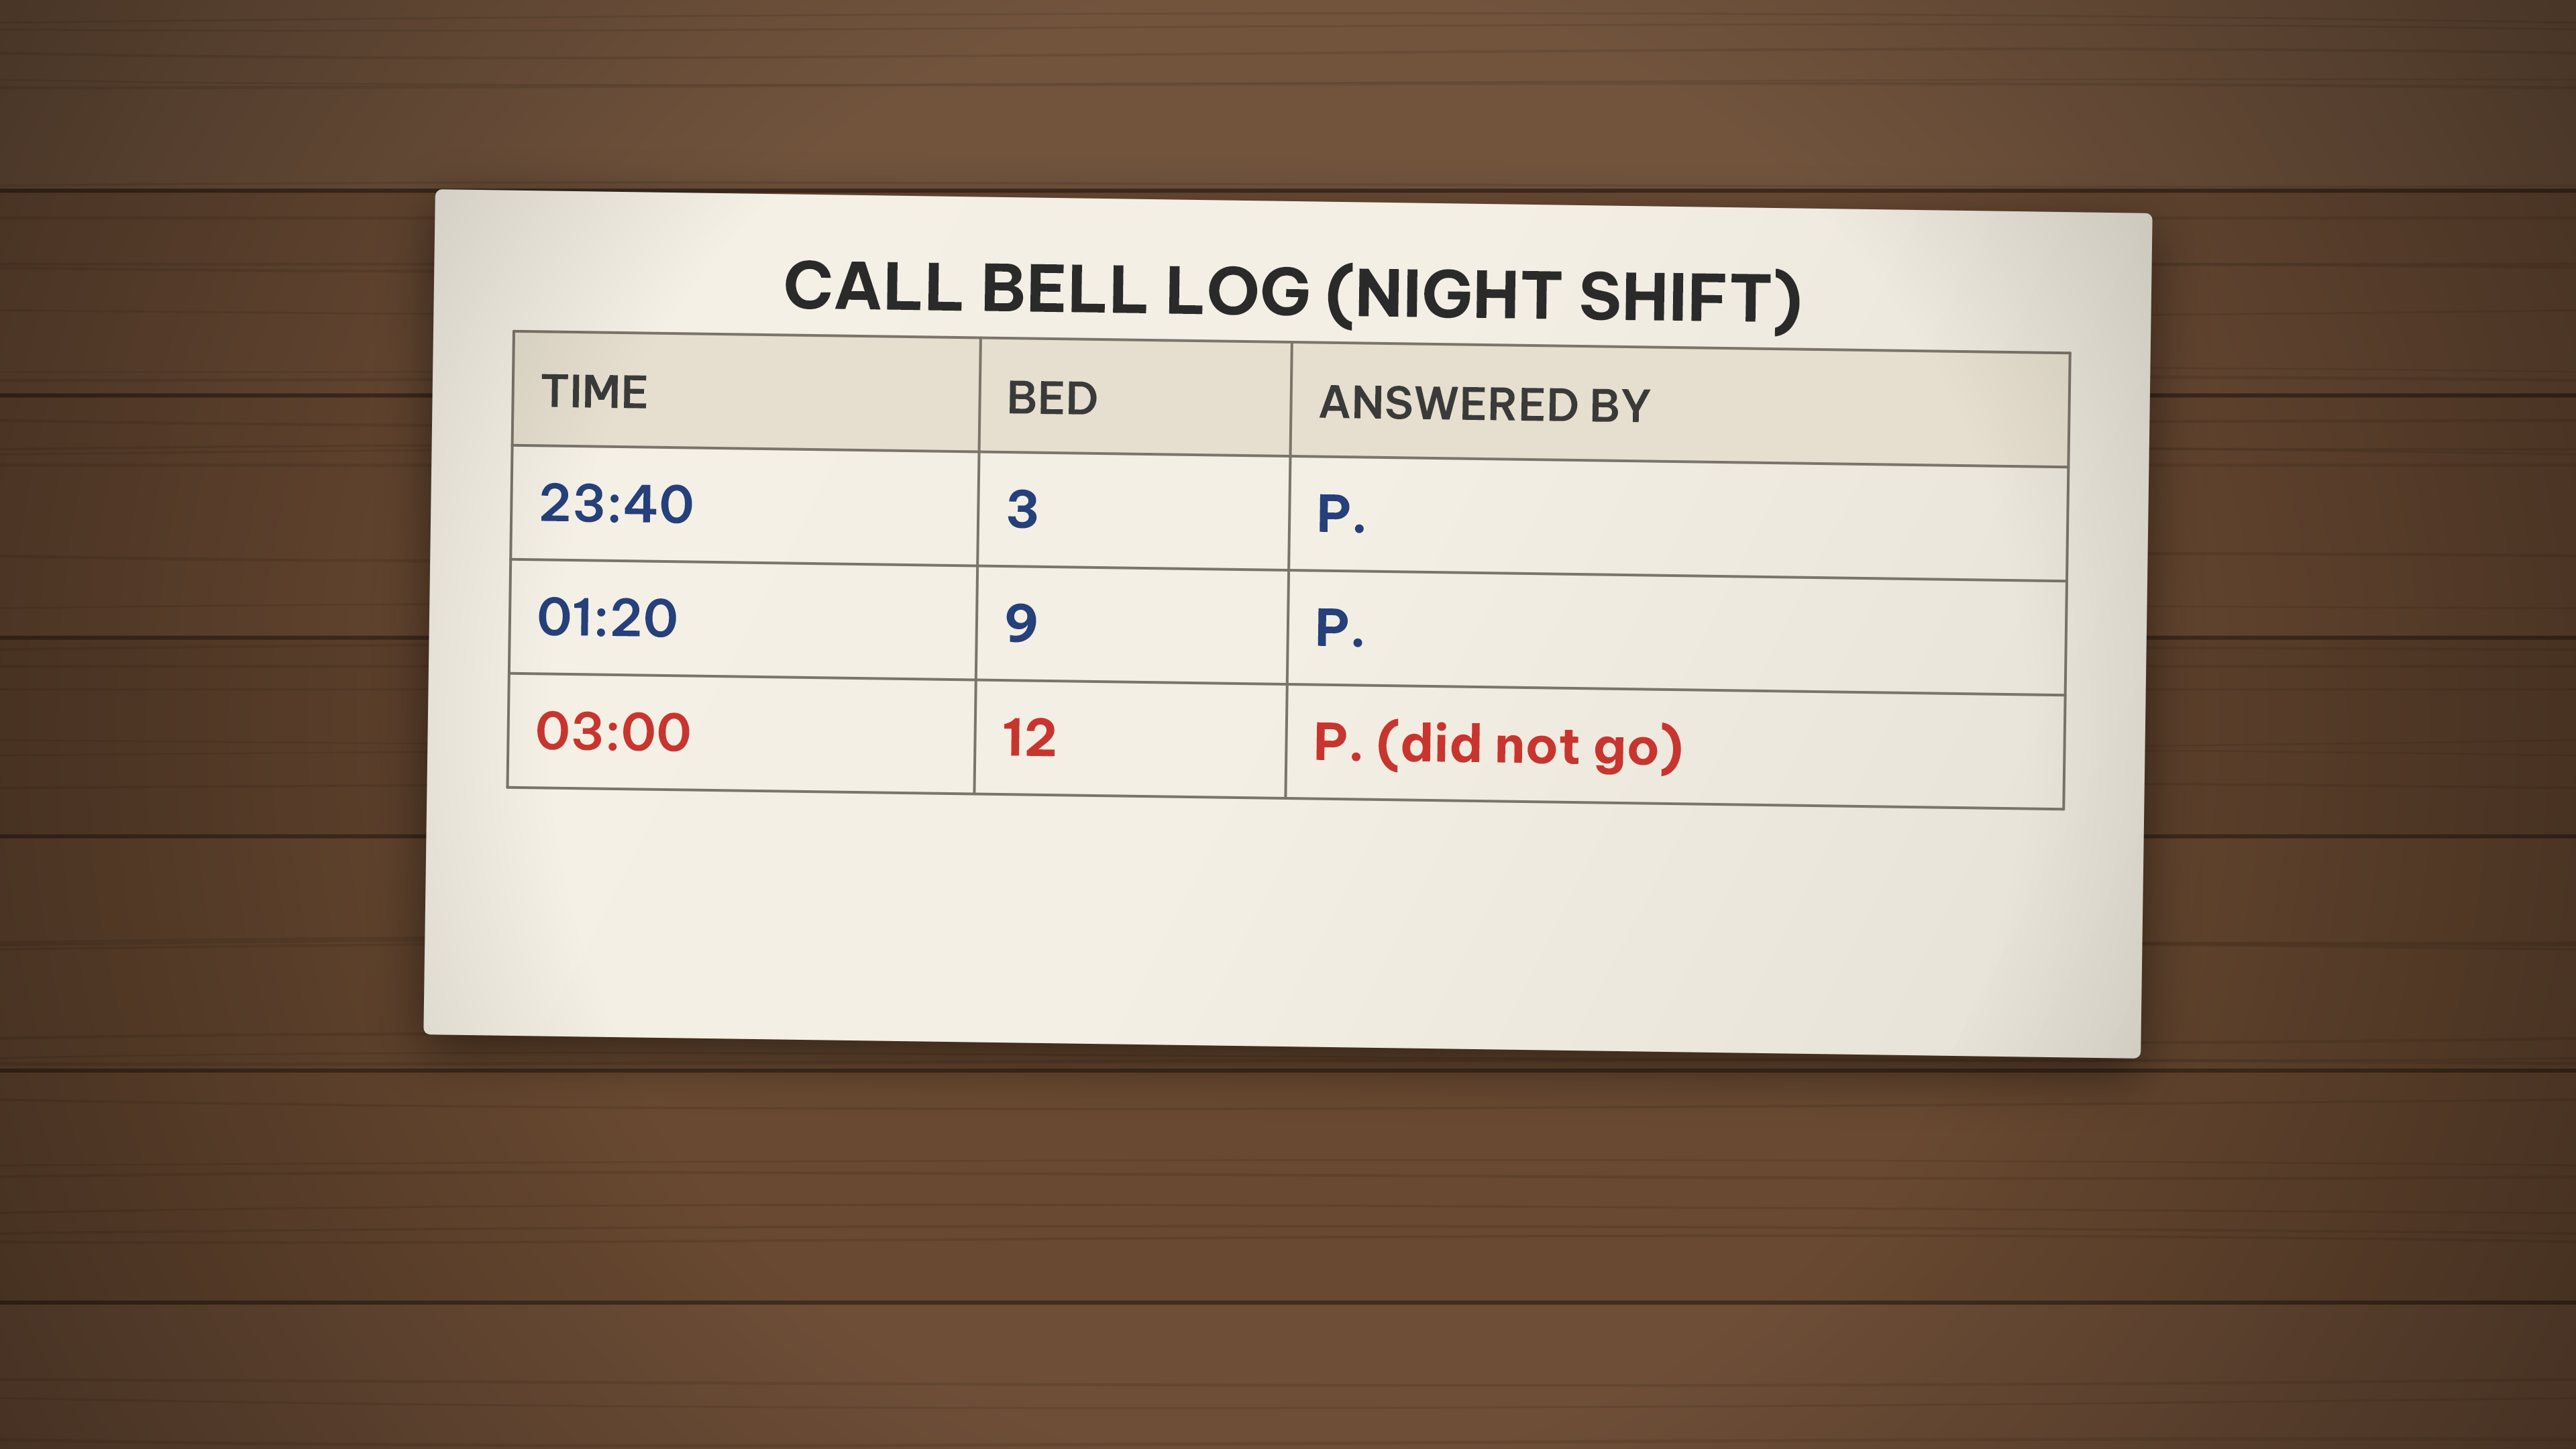 CALL BELL LOG (NIGHT SHIFT)
TIME BED ANSWERED BY
23:40 3 P.
01:20 9 P.
03:00 12 P. (did not go)